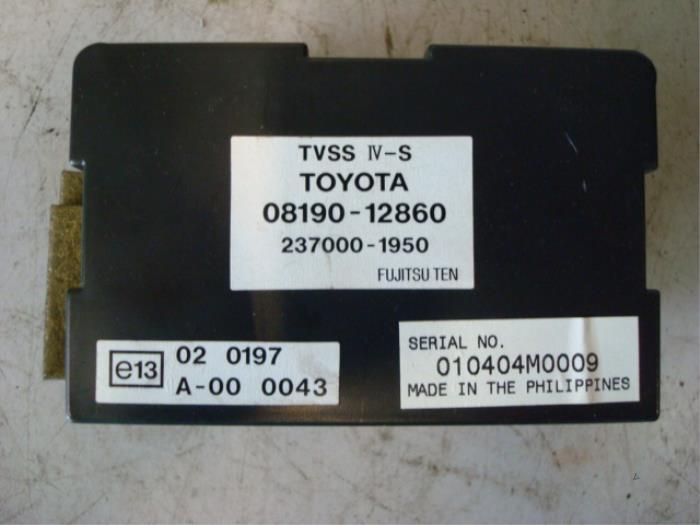 TVSS Ⅳ-S
TOYOTA
08190-12860
237000-1950
FUJITSU TEN
e13
02 0197
A-00 0043
SERIAL NO.
010404M0009
MADE IN THE PHILIPPINES